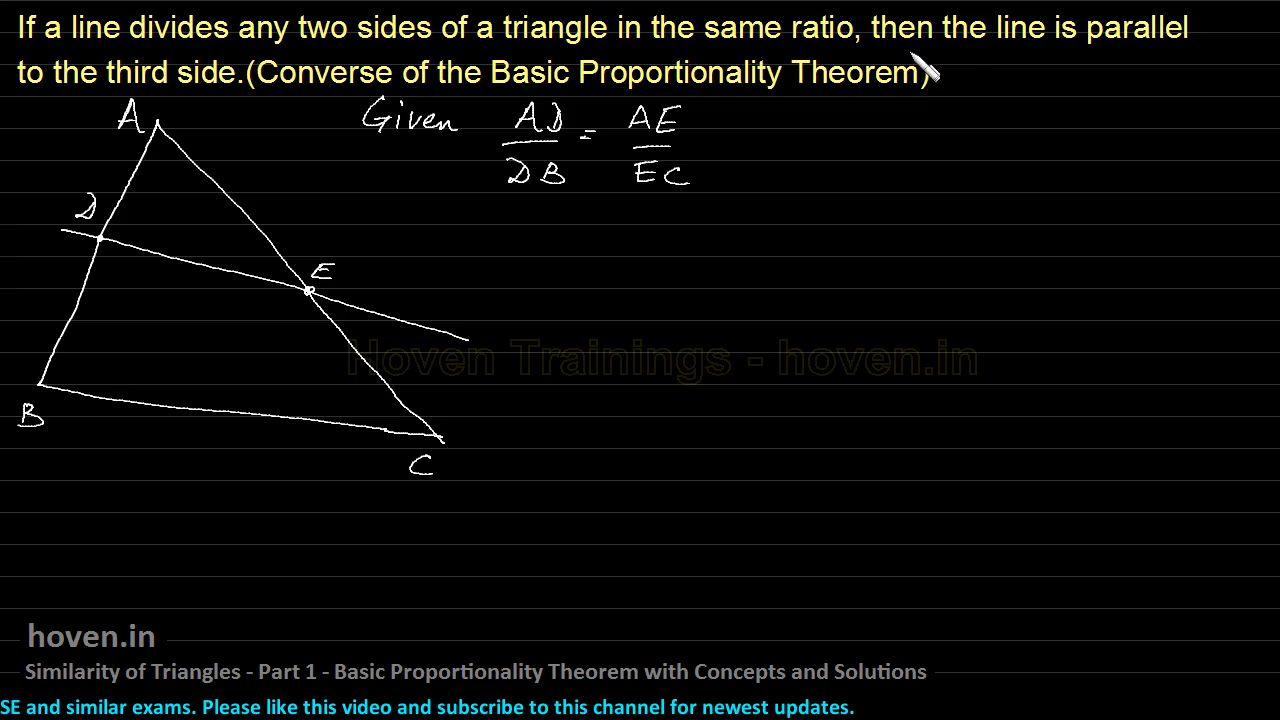 If a line divides any two sides of a triangle in the same ratio, then the line is parallel
to the third side.(Converse of the Basic Proportionality Theorem)
A
Given AD/DB = AE/EC
D
E
Hoven Trainings - hoven.in
B
C
hoven.in
Similarity of Triangles - Part 1 - Basic Proportionality Theorem with Concepts and Solutions
SE and similar exams. Please like this video and subscribe to this channel for newest updates.